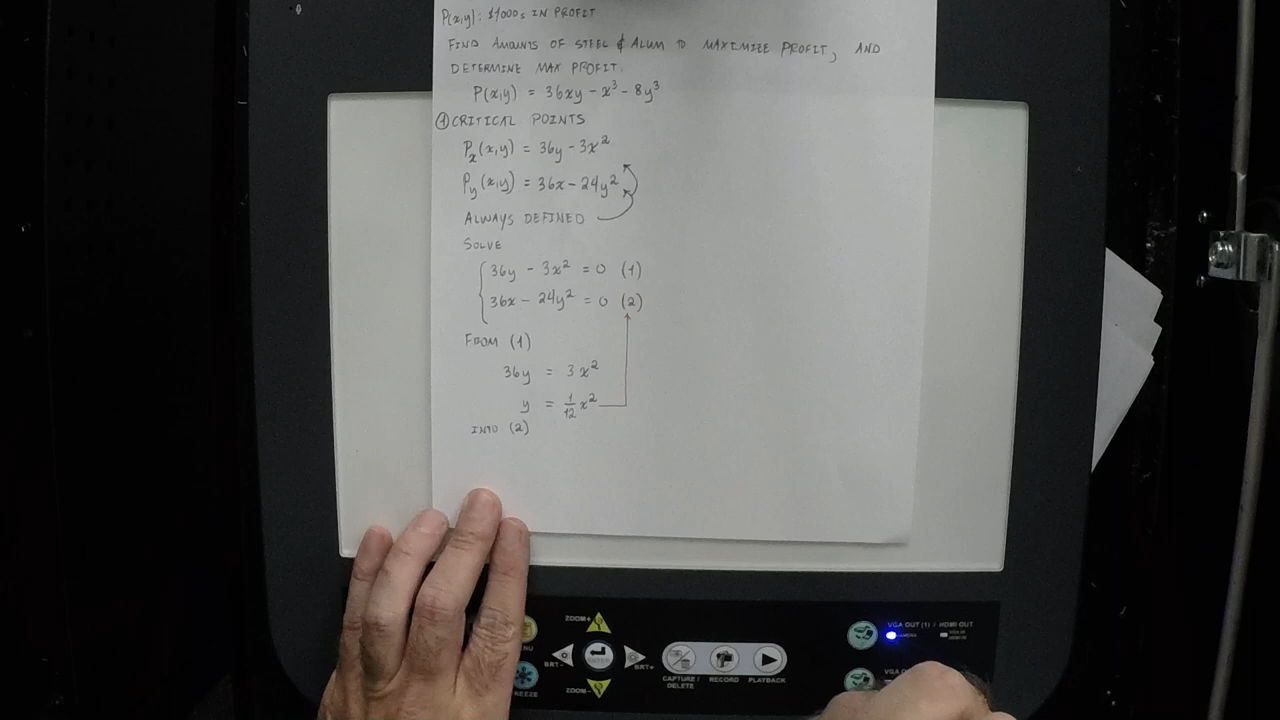 P(x,y): $1000s IN PROFIT
FIND AMOUNTS OF STEEL & ALUM TO MAXIMIZE PROFIT, AND
DETERMINE MAX PROFIT.
P(x,y) = 36xy - x³ - 8y³
① CRITICAL POINTS
Pₓ(x,y) = 36y - 3x²
P_y(x,y) = 36x - 24y²
ALWAYS DEFINED
SOLVE
36y - 3x² = 0 (1)
36x - 24y² = 0 (2)
FROM (1)
36y = 3x²
y = 1/12 x²
INTO (2)
ZOOM+
ENTER
BRT-
BRT+
ZOOM-
CAPTURE / DELETE
RECORD
PLAYBACK
VGA OUT (1) / HDMI OUT